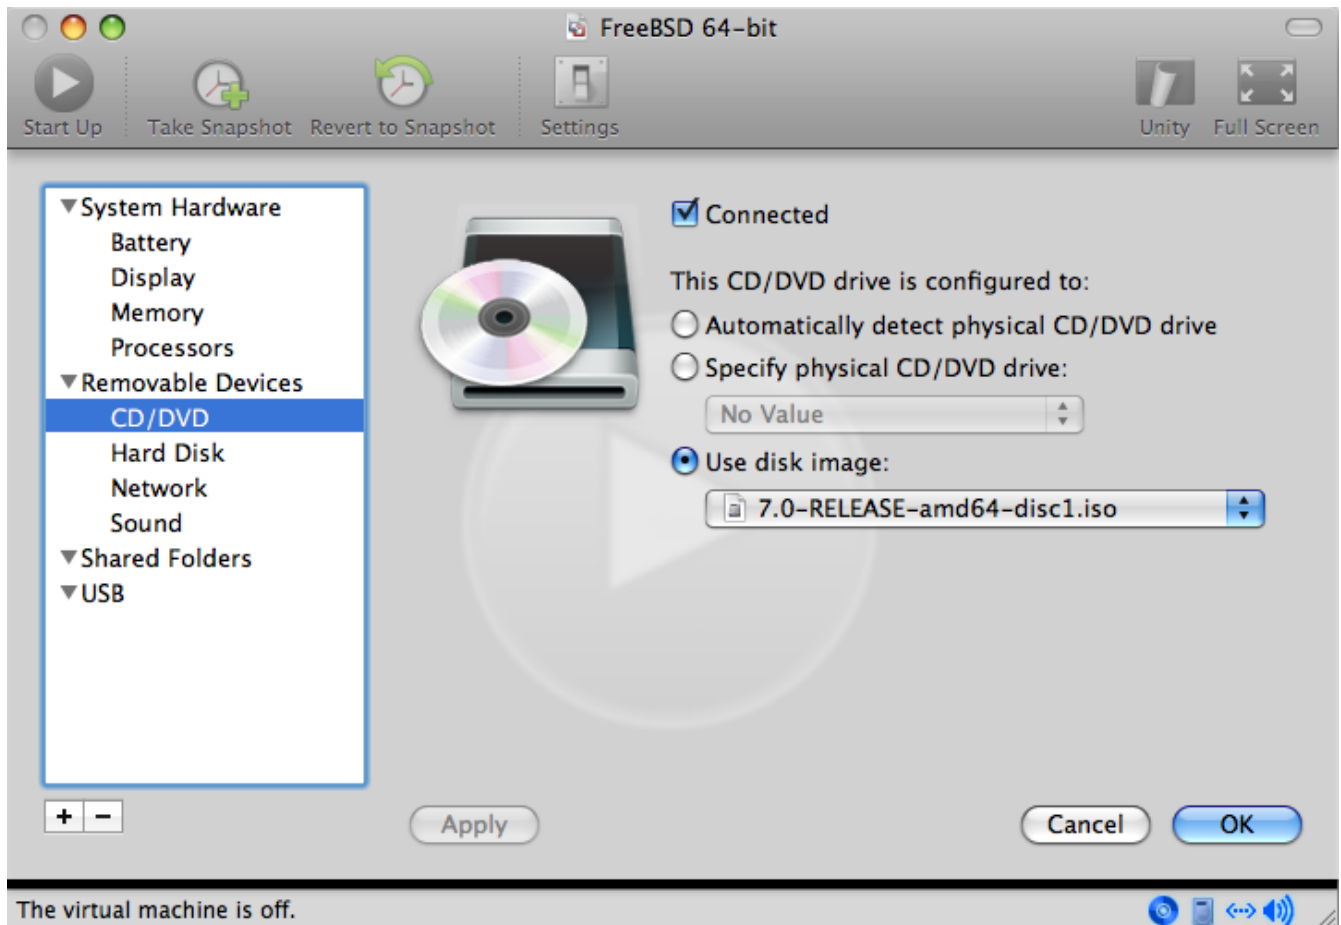 FreeBSD 64-bit
Start Up Take Snapshot Revert to Snapshot Settings Unity Full Screen
System Hardware
Battery
Display
Memory
Processors
Removable Devices
CD/DVD
Hard Disk
Network
Sound
Shared Folders
USB
Connected
This CD/DVD drive is configured to:
Automatically detect physical CD/DVD drive
Specify physical CD/DVD drive:
No Value
Use disk image:
7.0-RELEASE-amd64-disc1.iso
+ -
Apply Cancel OK
The virtual machine is off.